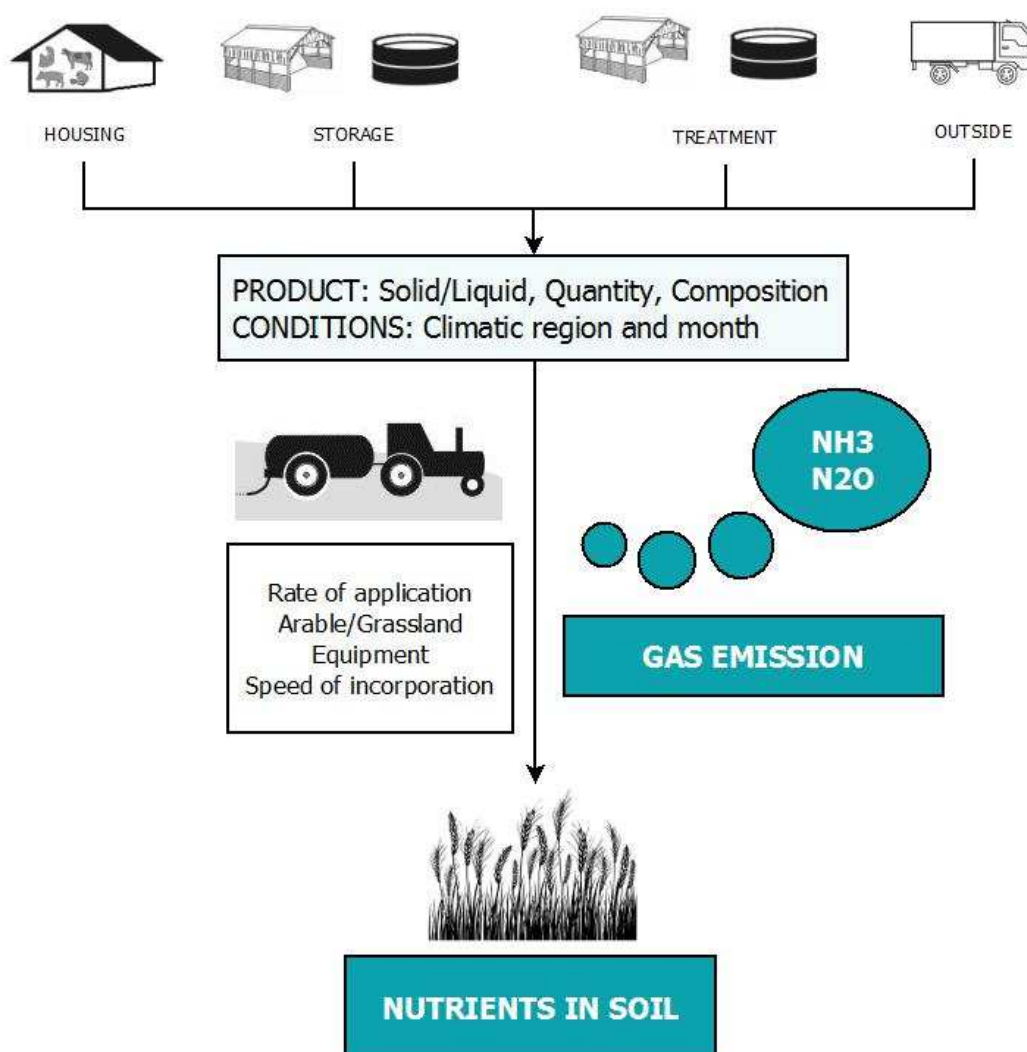 HOUSING
STORAGE
TREATMENT
OUTSIDE
PRODUCT: Solid/Liquid, Quantity, Composition
CONDITIONS: Climatic region and month
NH3
N2O
Rate of application
Arable/Grassland
Equipment
Speed of incorporation
GAS EMISSION
NUTRIENTS IN SOIL